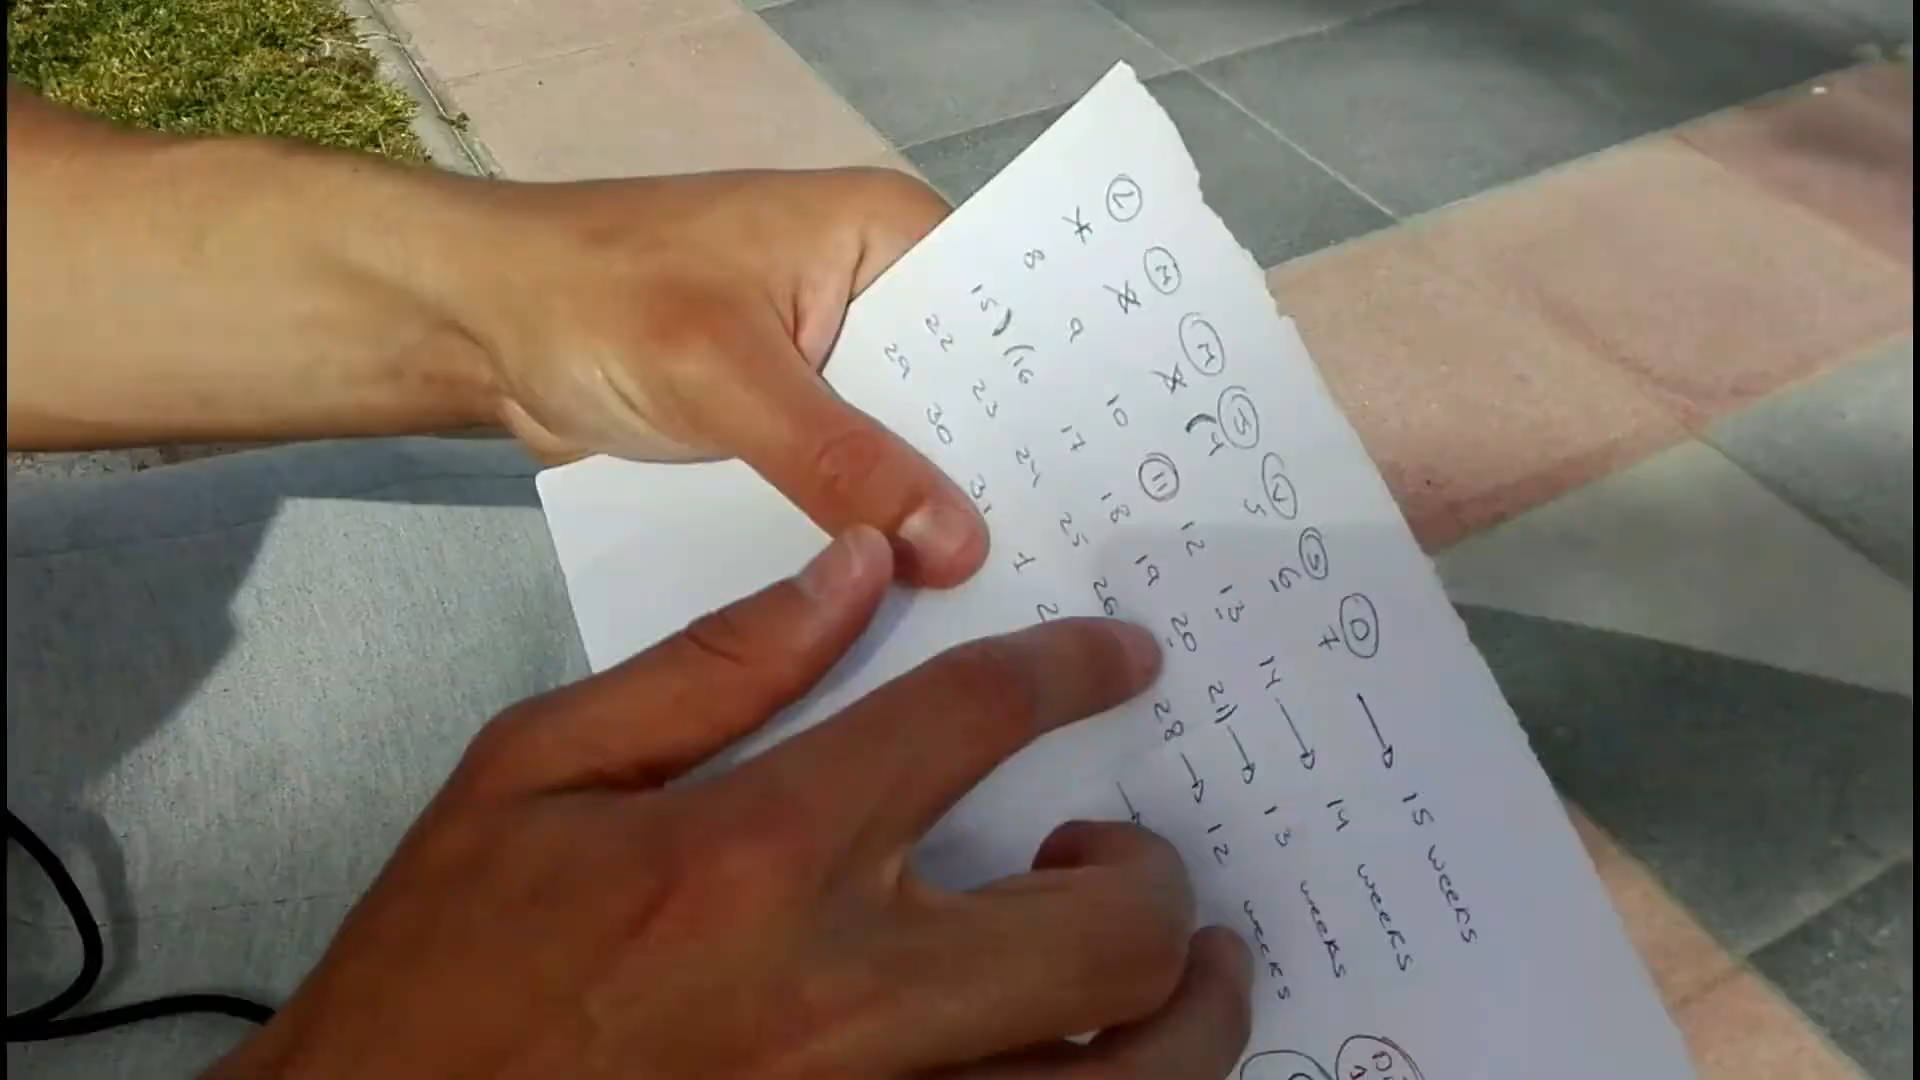 L M M J V S D
(4 5 6 7 → 15 weeks
8 9 10 11 12 13 14 → 14 weeks
15) (16 17 18 19 20 21) → 13 weeks
22 23 24 25 26 28 → 12 weeks
29 30 31 1 2